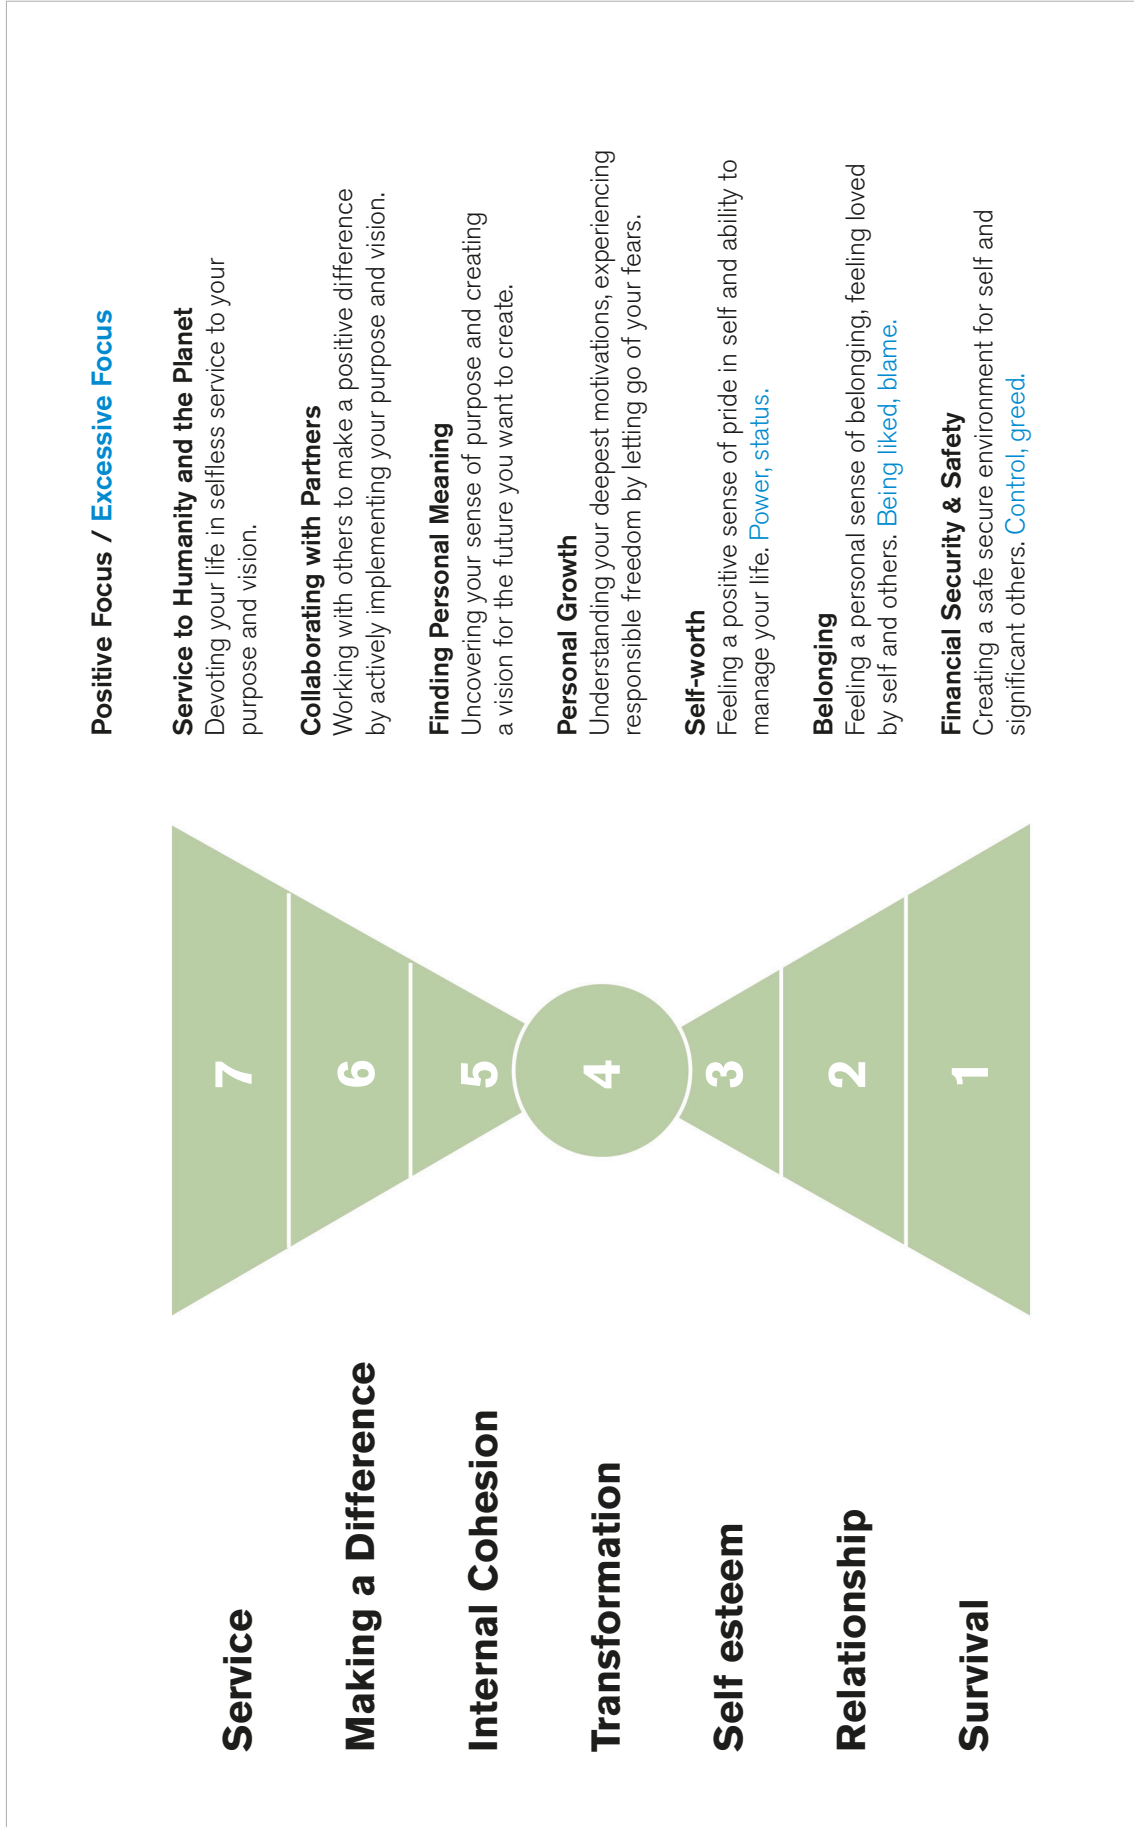 Positive Focus / Excessive Focus
Service
7
Service to Humanity and the Planet
Devoting your life in selfless service to your
purpose and vision.
Making a Difference
6
Collaborating with Partners
Working with others to make a positive difference
by actively implementing your purpose and vision.
Internal Cohesion
5
Finding Personal Meaning
Uncovering your sense of purpose and creating
a vision for the future you want to create.
Transformation
4
Personal Growth
Understanding your deepest motivations, experiencing
responsible freedom by letting go of your fears.
Self esteem
3
Self-worth
Feeling a positive sense of pride in self and ability to
manage your life. Power, status.
Relationship
2
Belonging
Feeling a personal sense of belonging, feeling loved
by self and others. Being liked, blame.
Survival
1
Financial Security & Safety
Creating a safe secure environment for self and
significant others. Control, greed.